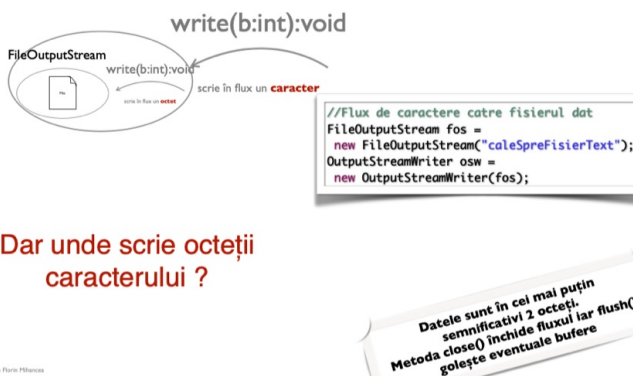 write(b:int):void
FileOutputStream
write(b:int):void
scrie în flux un caracter
File
scrie în flux un octet
//Flux de caractere catre fisierul dat
FileOutputStream fos =
new FileOutputStream("caleSpreFisierText");
OutputStreamWriter osw =
new OutputStreamWriter(fos);
Dar unde scrie octeții
caracterului ?
Datele sunt în cei mai puțin
semnificativi 2 octeți.
Metoda close() închide fluxul iar flush()
golește eventuale bufere
Florin Mihancea